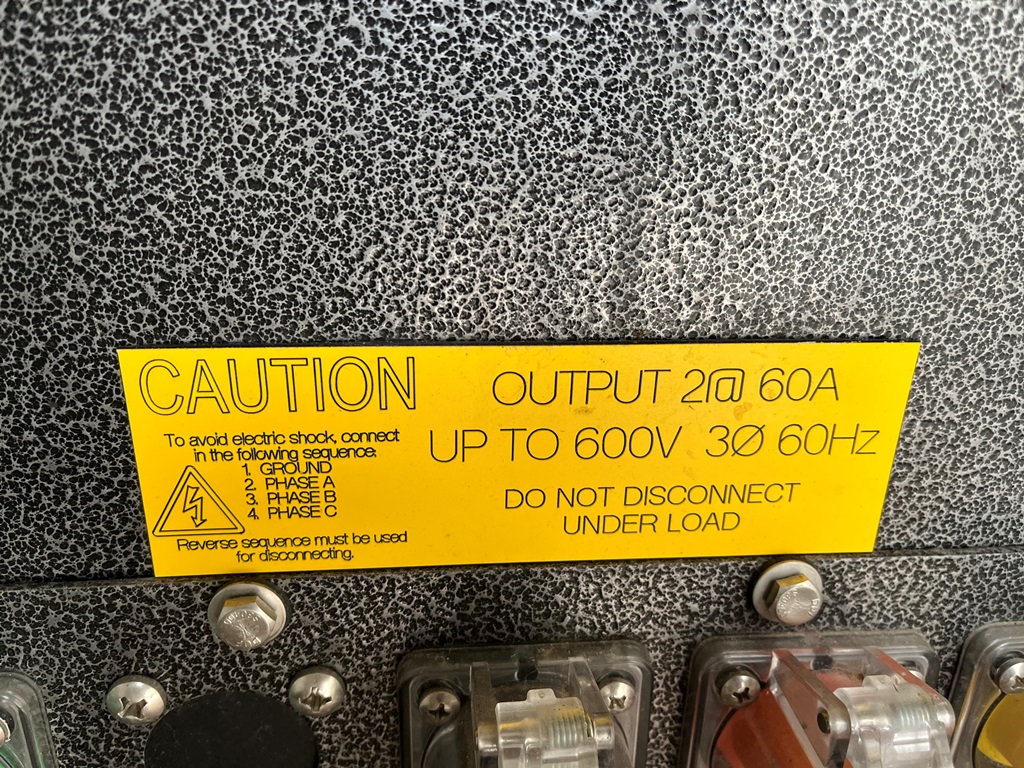 CAUTION
To avoid electric shock, connect
in the following sequence:
1. GROUND
2. PHASE A
3. PHASE B
4. PHASE C
Reverse sequence must be used
for disconnecting.
OUTPUT 2@ 60A
UP TO 600V 3Ø 60Hz
DO NOT DISCONNECT
UNDER LOAD